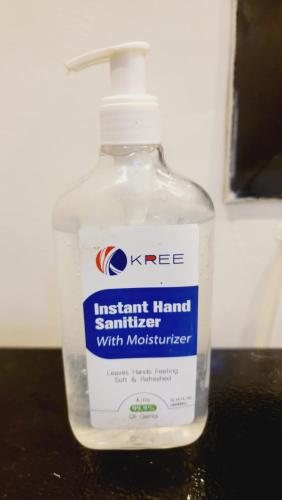 KREE
Instant Hand
Sanitizer
With Moisturizer
Leaves Hands Feeling
Soft & Refreshed
Kills
99.9%
Of Germs